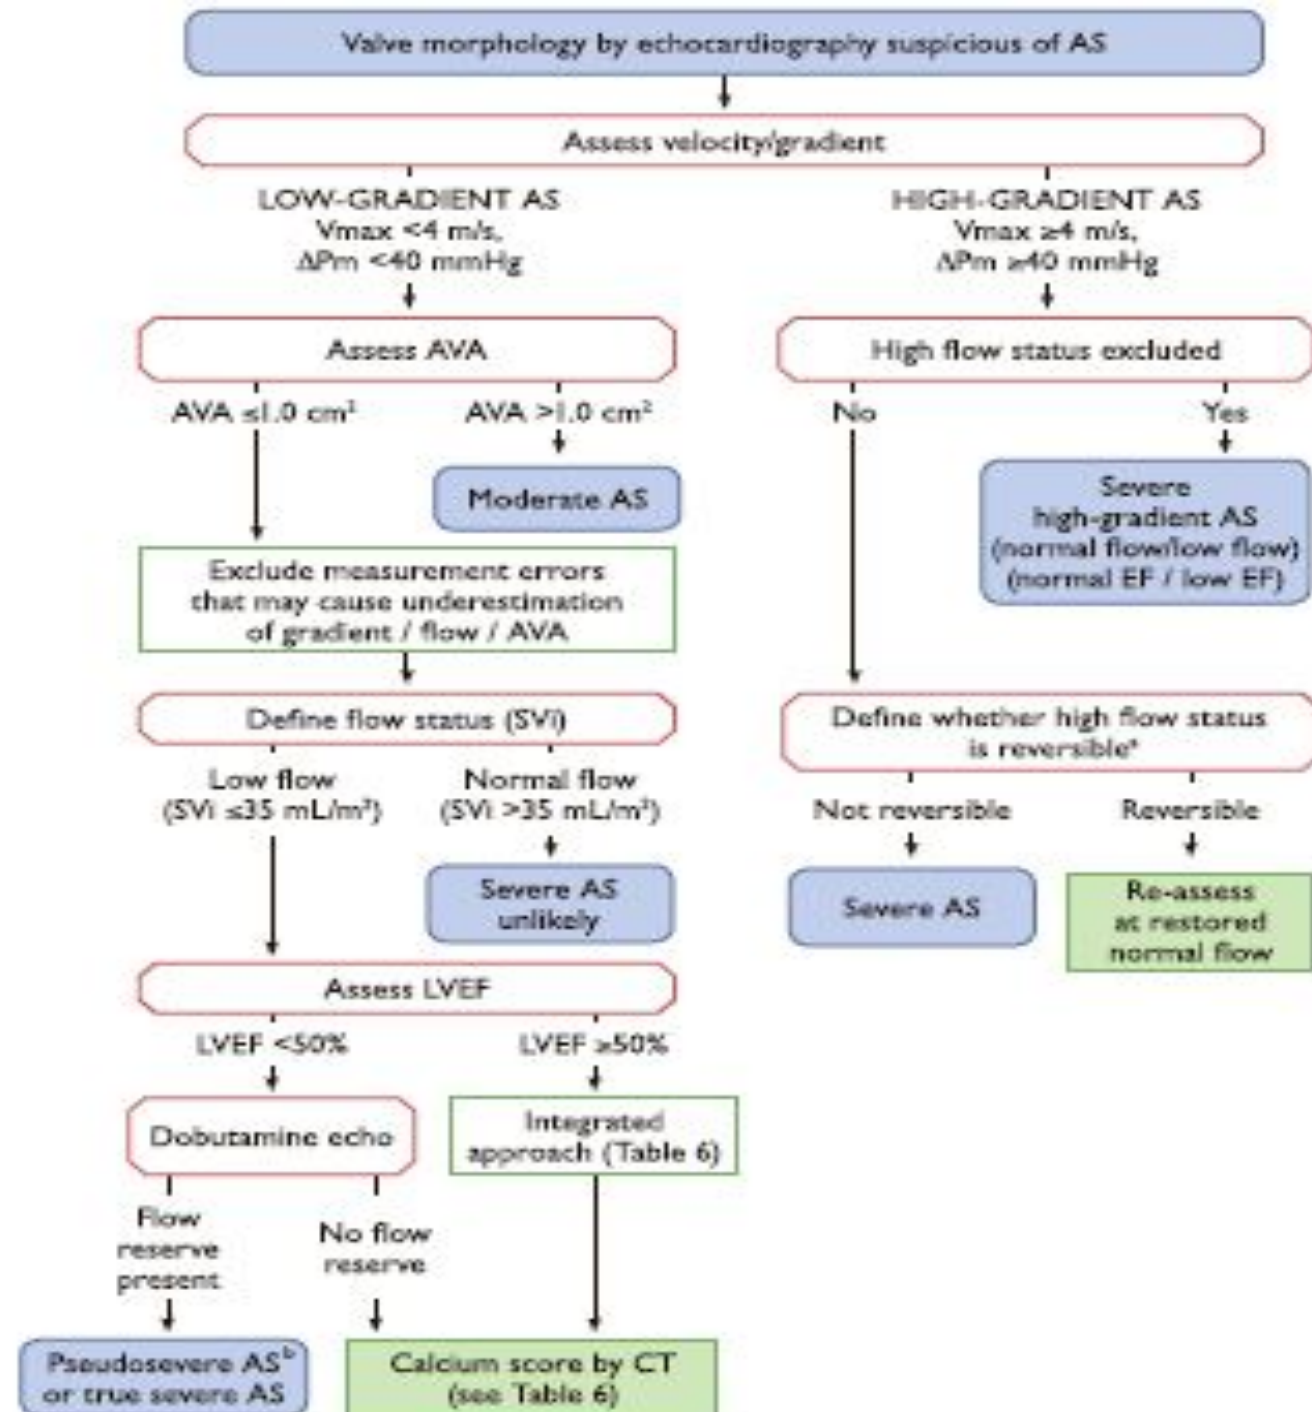 Valve morphology by echocardiography suspicious of AS
Assess velocity/gradient
LOW-GRADIENT AS
Vmax <4 m/s,
ΔPm <40 mmHg
HIGH-GRADIENT AS
Vmax ≥4 m/s,
ΔPm ≥40 mmHg
Assess AVA
High flow status excluded
AVA ≤1.0 cm²
AVA >1.0 cm²
No
Yes
Moderate AS
Severe
high-gradient AS
(normal flow/low flow)
(normal EF / low EF)
Exclude measurement errors
that may cause underestimation
of gradient / flow / AVA
Define flow status (SVi)
Define whether high flow status
is reversibleᵃ
Low flow
(SVi ≤35 mL/m²)
Normal flow
(SVi >35 mL/m²)
Not reversible
Reversible
Severe AS
unlikely
Severe AS
Re-assess
at restored
normal flow
Assess LVEF
LVEF <50%
LVEF ≥50%
Dobutamine echo
Integrated
approach (Table 6)
Flow
reserve
present
No flow
reserve
Pseudosevere ASᵇ
or true severe AS
Calcium score by CT
(see Table 6)